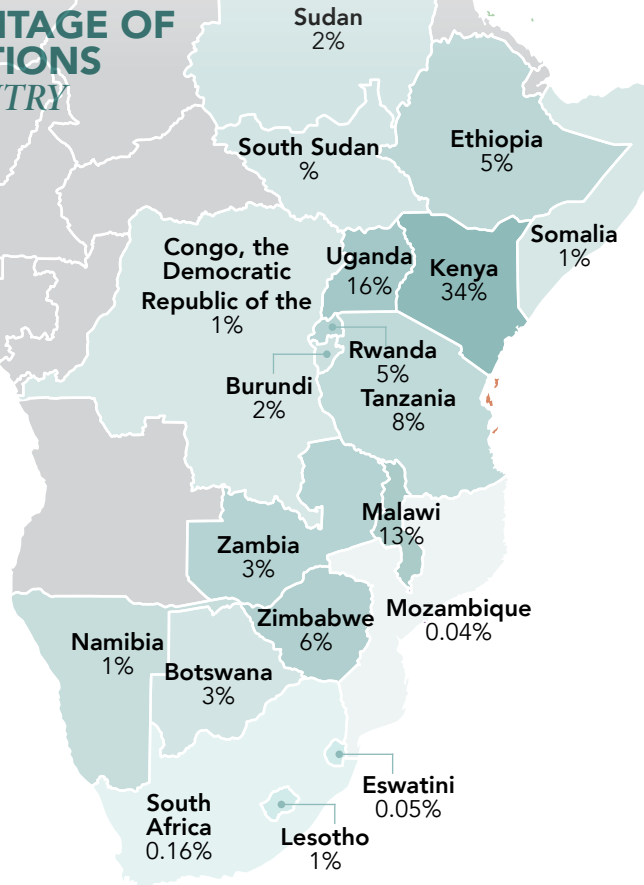 NTAGE OF
TIONS
NTRY
Sudan
2%
South Sudan
%
Ethiopia
5%
Somalia
1%
Congo, the
Democratic
Republic of the
1%
Uganda
16%
Kenya
34%
Rwanda
5%
Burundi
2%
Tanzania
8%
Malawi
13%
Zambia
3%
Mozambique
0.04%
Zimbabwe
6%
Namibia
1%
Botswana
3%
Eswatini
0.05%
South
Africa
0.16%
Lesotho
1%